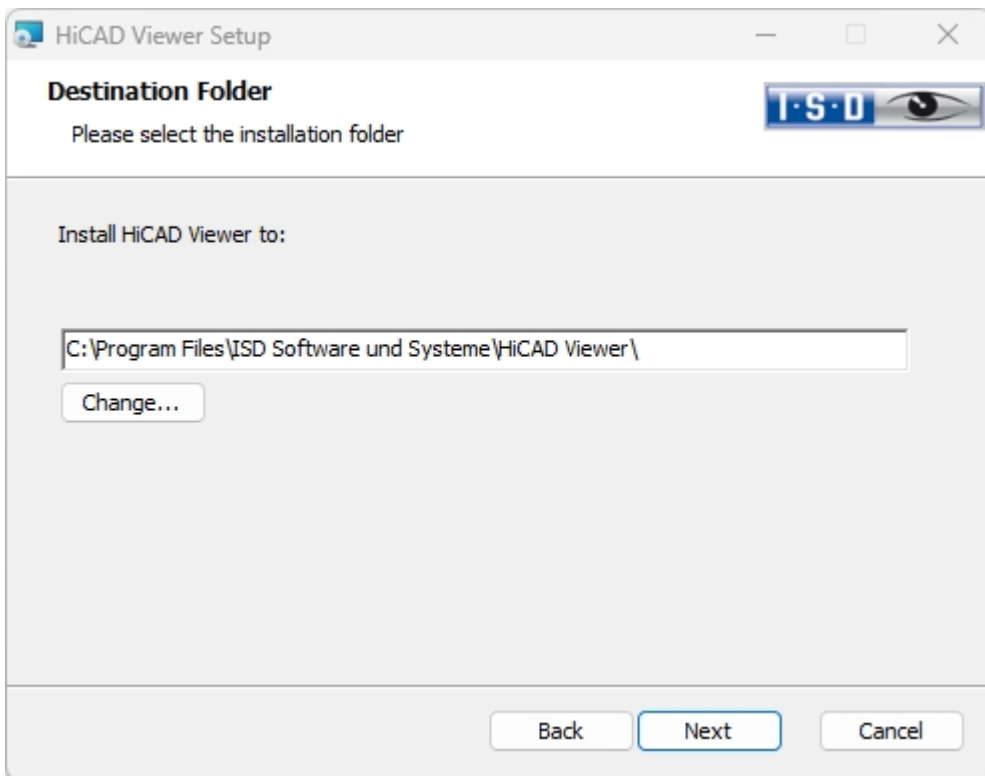 HiCAD Viewer Setup
Destination Folder
I·S·D
Please select the installation folder
Install HiCAD Viewer to:
C:\Program Files\ISD Software und Systeme\HiCAD Viewer\
Change...
Back Next Cancel